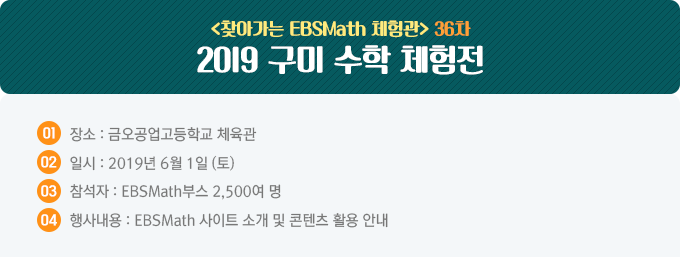 <찾아가는 EBSMath 체험관> 36차
2019 구미 수학 체험전
01 장소 : 금오공업고등학교 체육관
02 일시 : 2019년 6월 1일 (토)
03 참석자 : EBSMath부스 2,500여 명
04 행사내용 : EBSMath 사이트 소개 및 콘텐츠 활용 안내